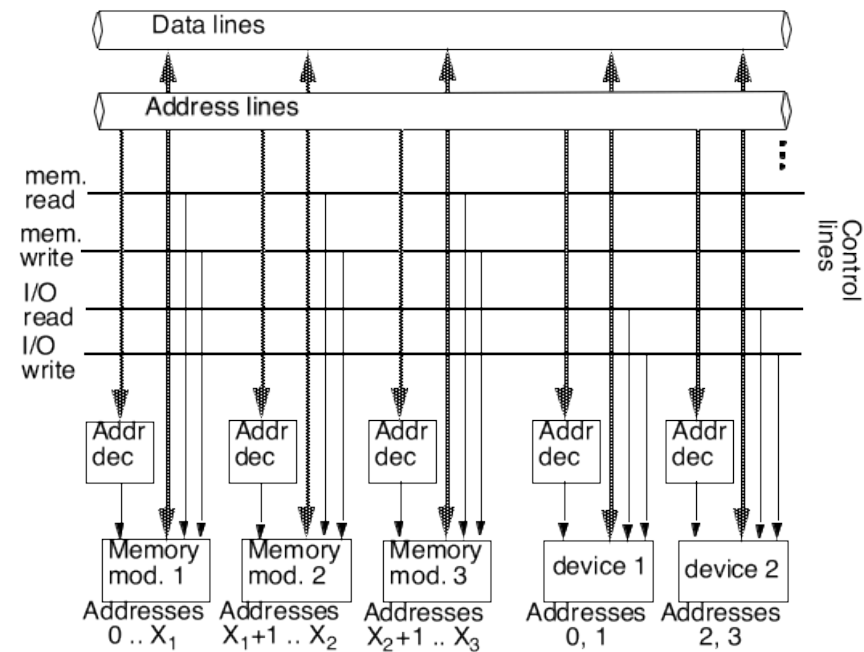 Data lines
Address lines
mem.
read
mem.
write
I/O
read
I/O
write
Control
lines
Addr
dec
Addr
dec
Addr
dec
Addr
dec
Addr
dec
Memory
mod. 1
Memory
mod. 2
Memory
mod. 3
device 1
device 2
Addresses
0 .. X₁
Addresses
X₁+1 .. X₂
Addresses
X₂+1 .. X₃
Addresses
0, 1
Addresses
2, 3